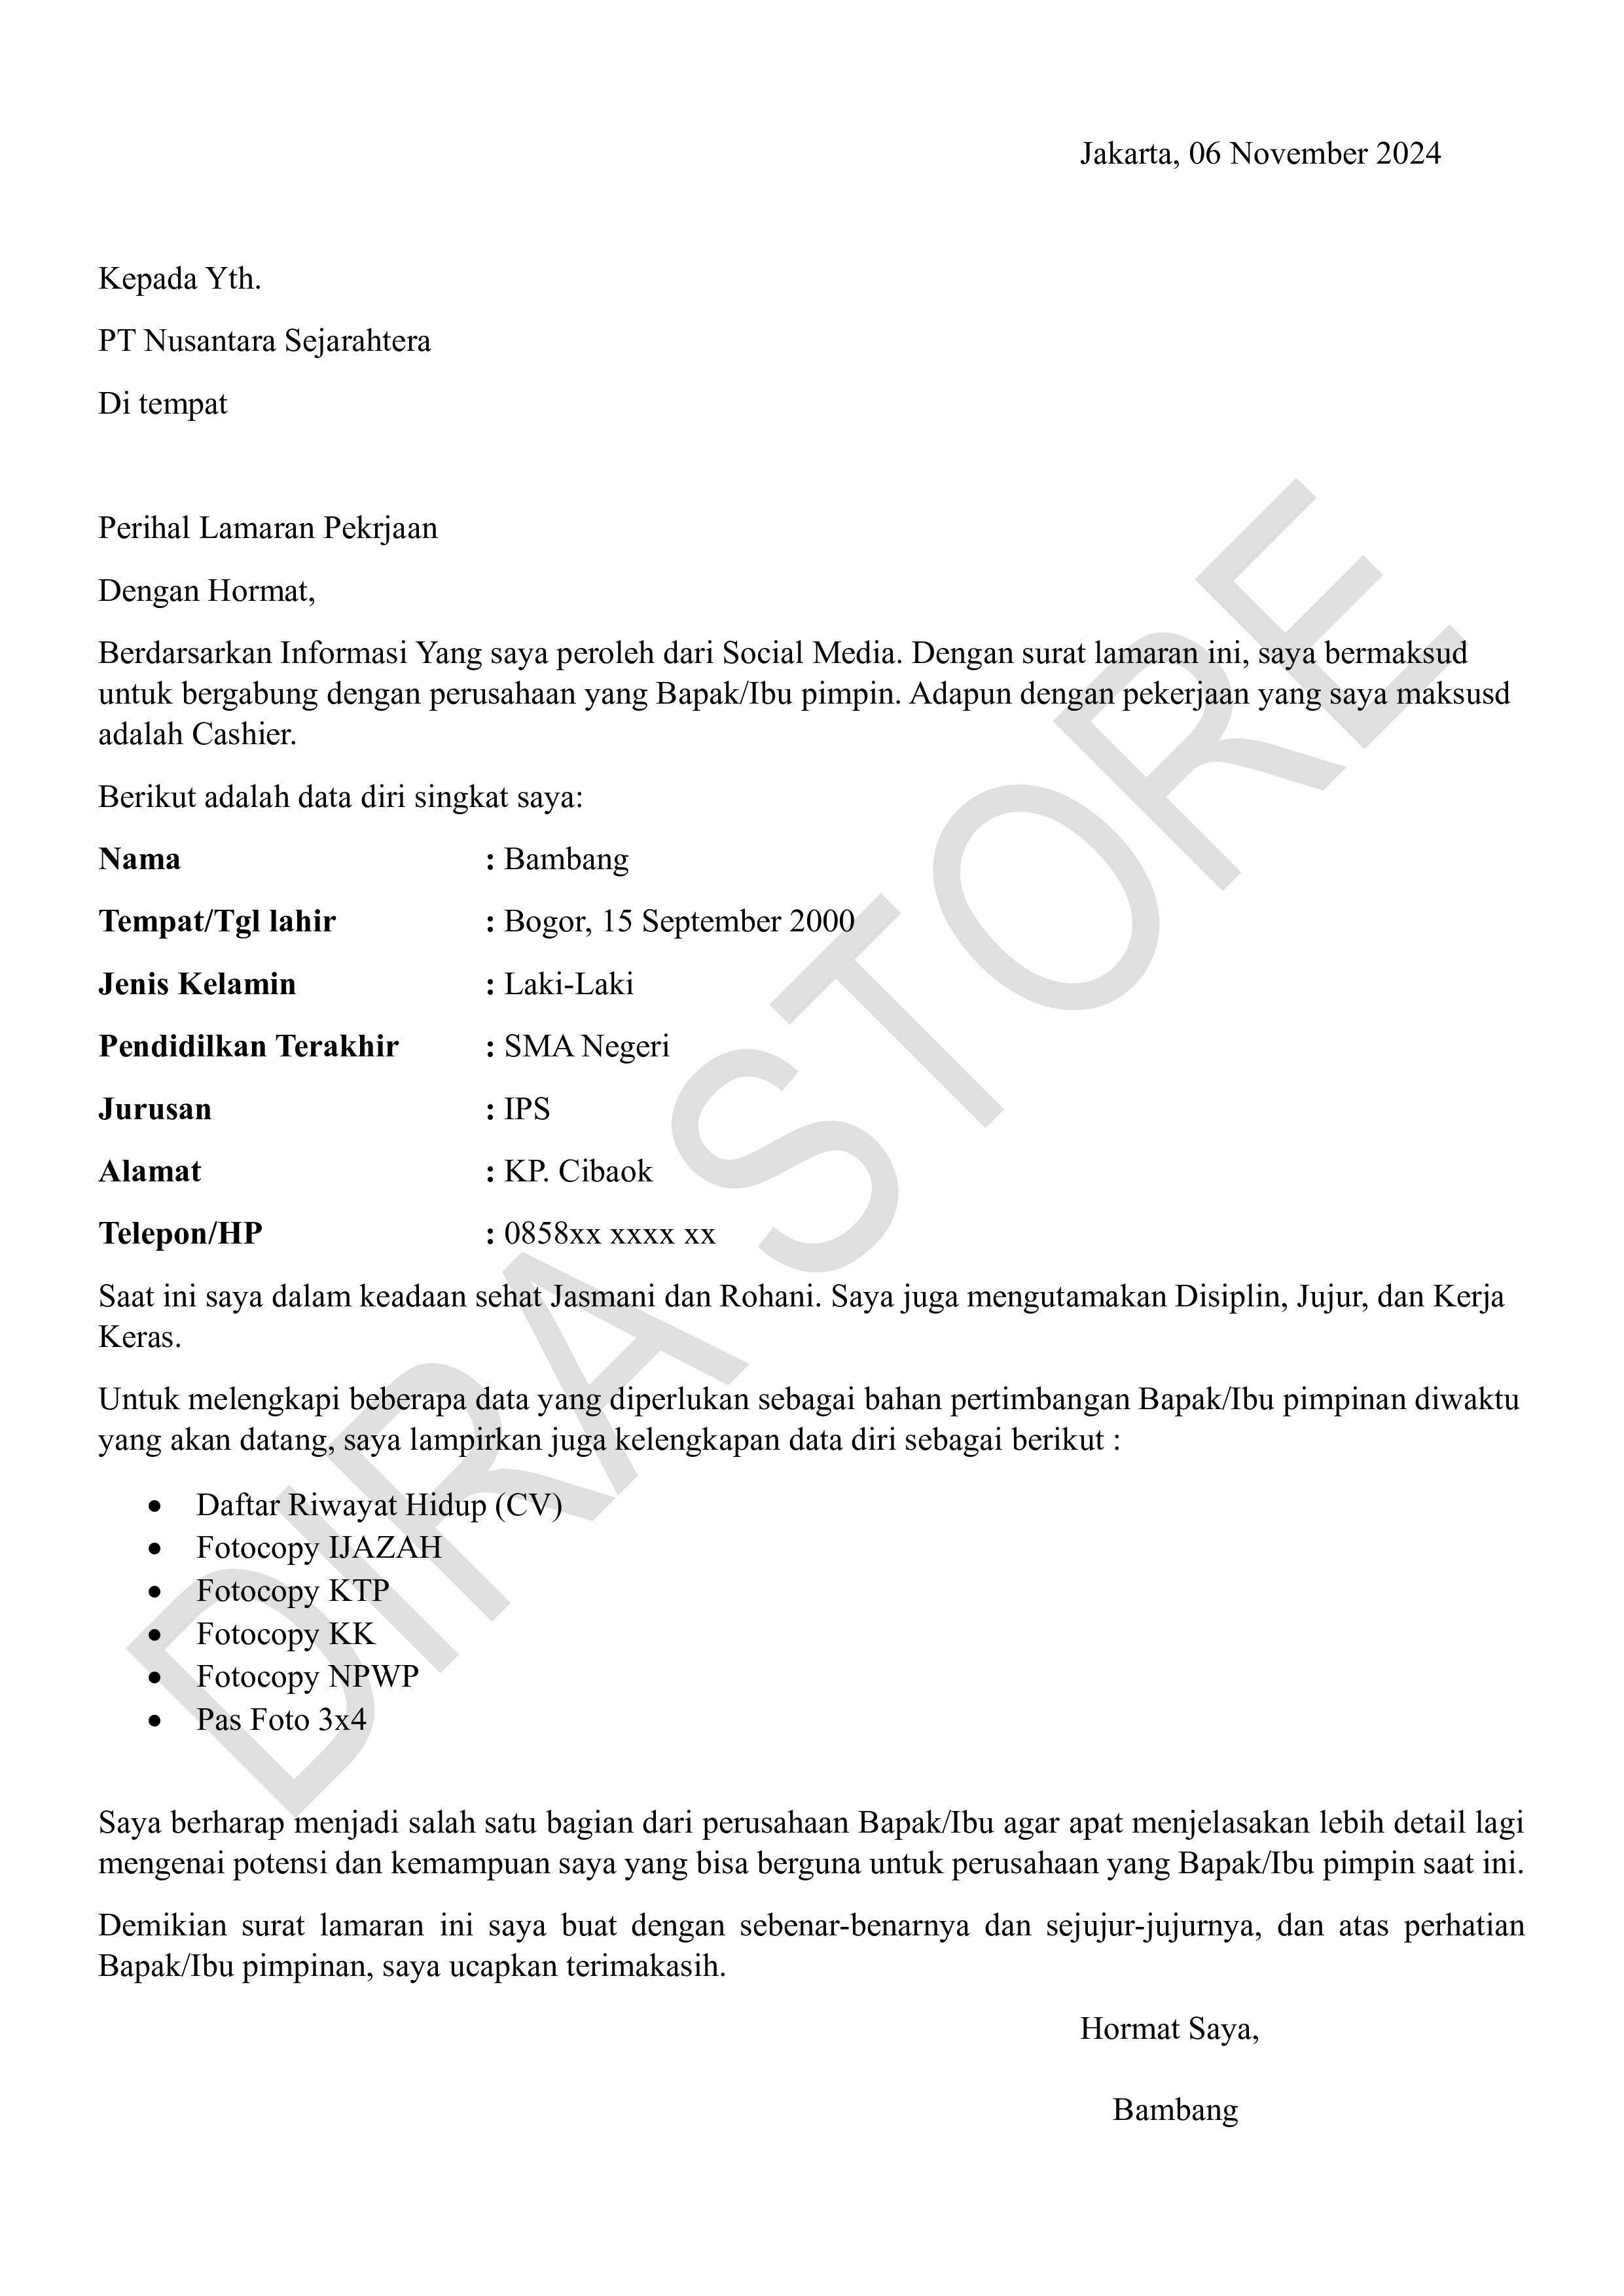 Jakarta, 06 November 2024
Kepada Yth.
PT Nusantara Sejarahtera
Di tempat
Perihal Lamaran Pekrjaan
Dengan Hormat,
Berdarsarkan Informasi Yang saya peroleh dari Social Media. Dengan surat lamaran ini, saya bermaksud
untuk bergabung dengan perusahaan yang Bapak/Ibu pimpin. Adapun dengan pekerjaan yang saya maksusd
adalah Cashier.
Berikut adalah data diri singkat saya:
Nama : Bambang
Tempat/Tgl lahir : Bogor, 15 September 2000
Jenis Kelamin : Laki-Laki
Pendidilkan Terakhir : SMA Negeri
Jurusan : IPS
Alamat : KP. Cibaok
Telepon/HP : 0858xx xxxx xx
Saat ini saya dalam keadaan sehat Jasmani dan Rohani. Saya juga mengutamakan Disiplin, Jujur, dan Kerja
Keras.
Untuk melengkapi beberapa data yang diperlukan sebagai bahan pertimbangan Bapak/Ibu pimpinan diwaktu
yang akan datang, saya lampirkan juga kelengkapan data diri sebagai berikut :
• Daftar Riwayat Hidup (CV)
• Fotocopy IJAZAH
• Fotocopy KTP
• Fotocopy KK
• Fotocopy NPWP
• Pas Foto 3x4
Saya berharap menjadi salah satu bagian dari perusahaan Bapak/Ibu agar apat menjelasakan lebih detail lagi
mengenai potensi dan kemampuan saya yang bisa berguna untuk perusahaan yang Bapak/Ibu pimpin saat ini.
Demikian surat lamaran ini saya buat dengan sebenar-benarnya dan sejujur-jujurnya, dan atas perhatian
Bapak/Ibu pimpinan, saya ucapkan terimakasih.
Hormat Saya,
Bambang
DIRA STORE